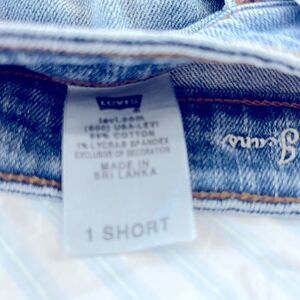 LEVI'S
levi.com
(800) USA-LEVI
99% COTTON
1% LYCRA® SPANDEX
EXCLUSIVE OF DECORATION
MADE IN
SRI LANKA
1 SHORT
Jeans